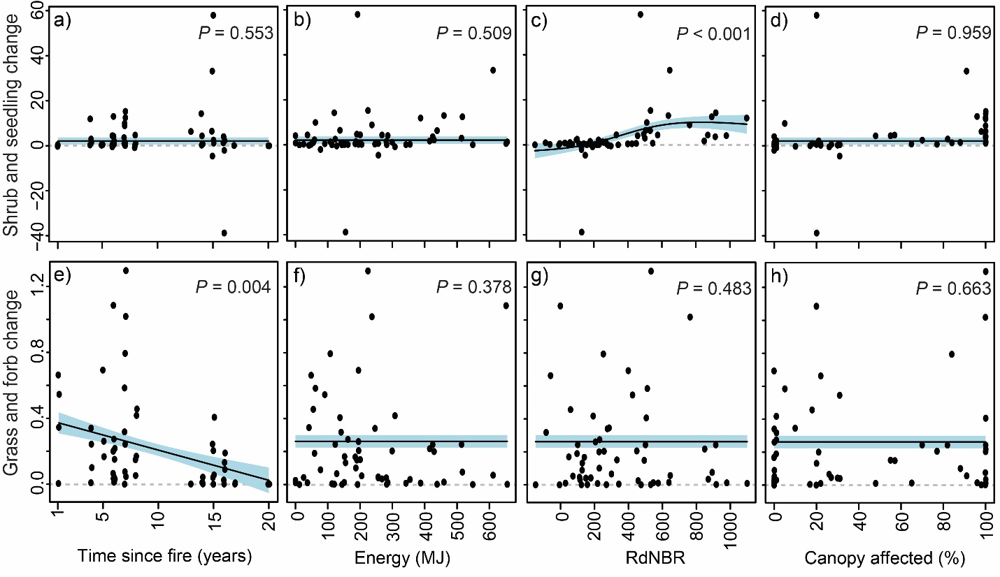 a)
P = 0.553
b)
P = 0.509
c)
P < 0.001
d)
P = 0.959
Shrub and seedling change
60
40
20
0
−20
−40
e)
P = 0.004
f)
P = 0.378
g)
P = 0.483
h)
P = 0.663
Grass and forb change
1.2
0.8
0.4
0.0
1 5 10 15 20
0 100 200 300 400 500 600
0 200 400 600 800 1000
0 20 40 60 80 100
Time since fire (years)
Energy (MJ)
RdNBR
Canopy affected (%)